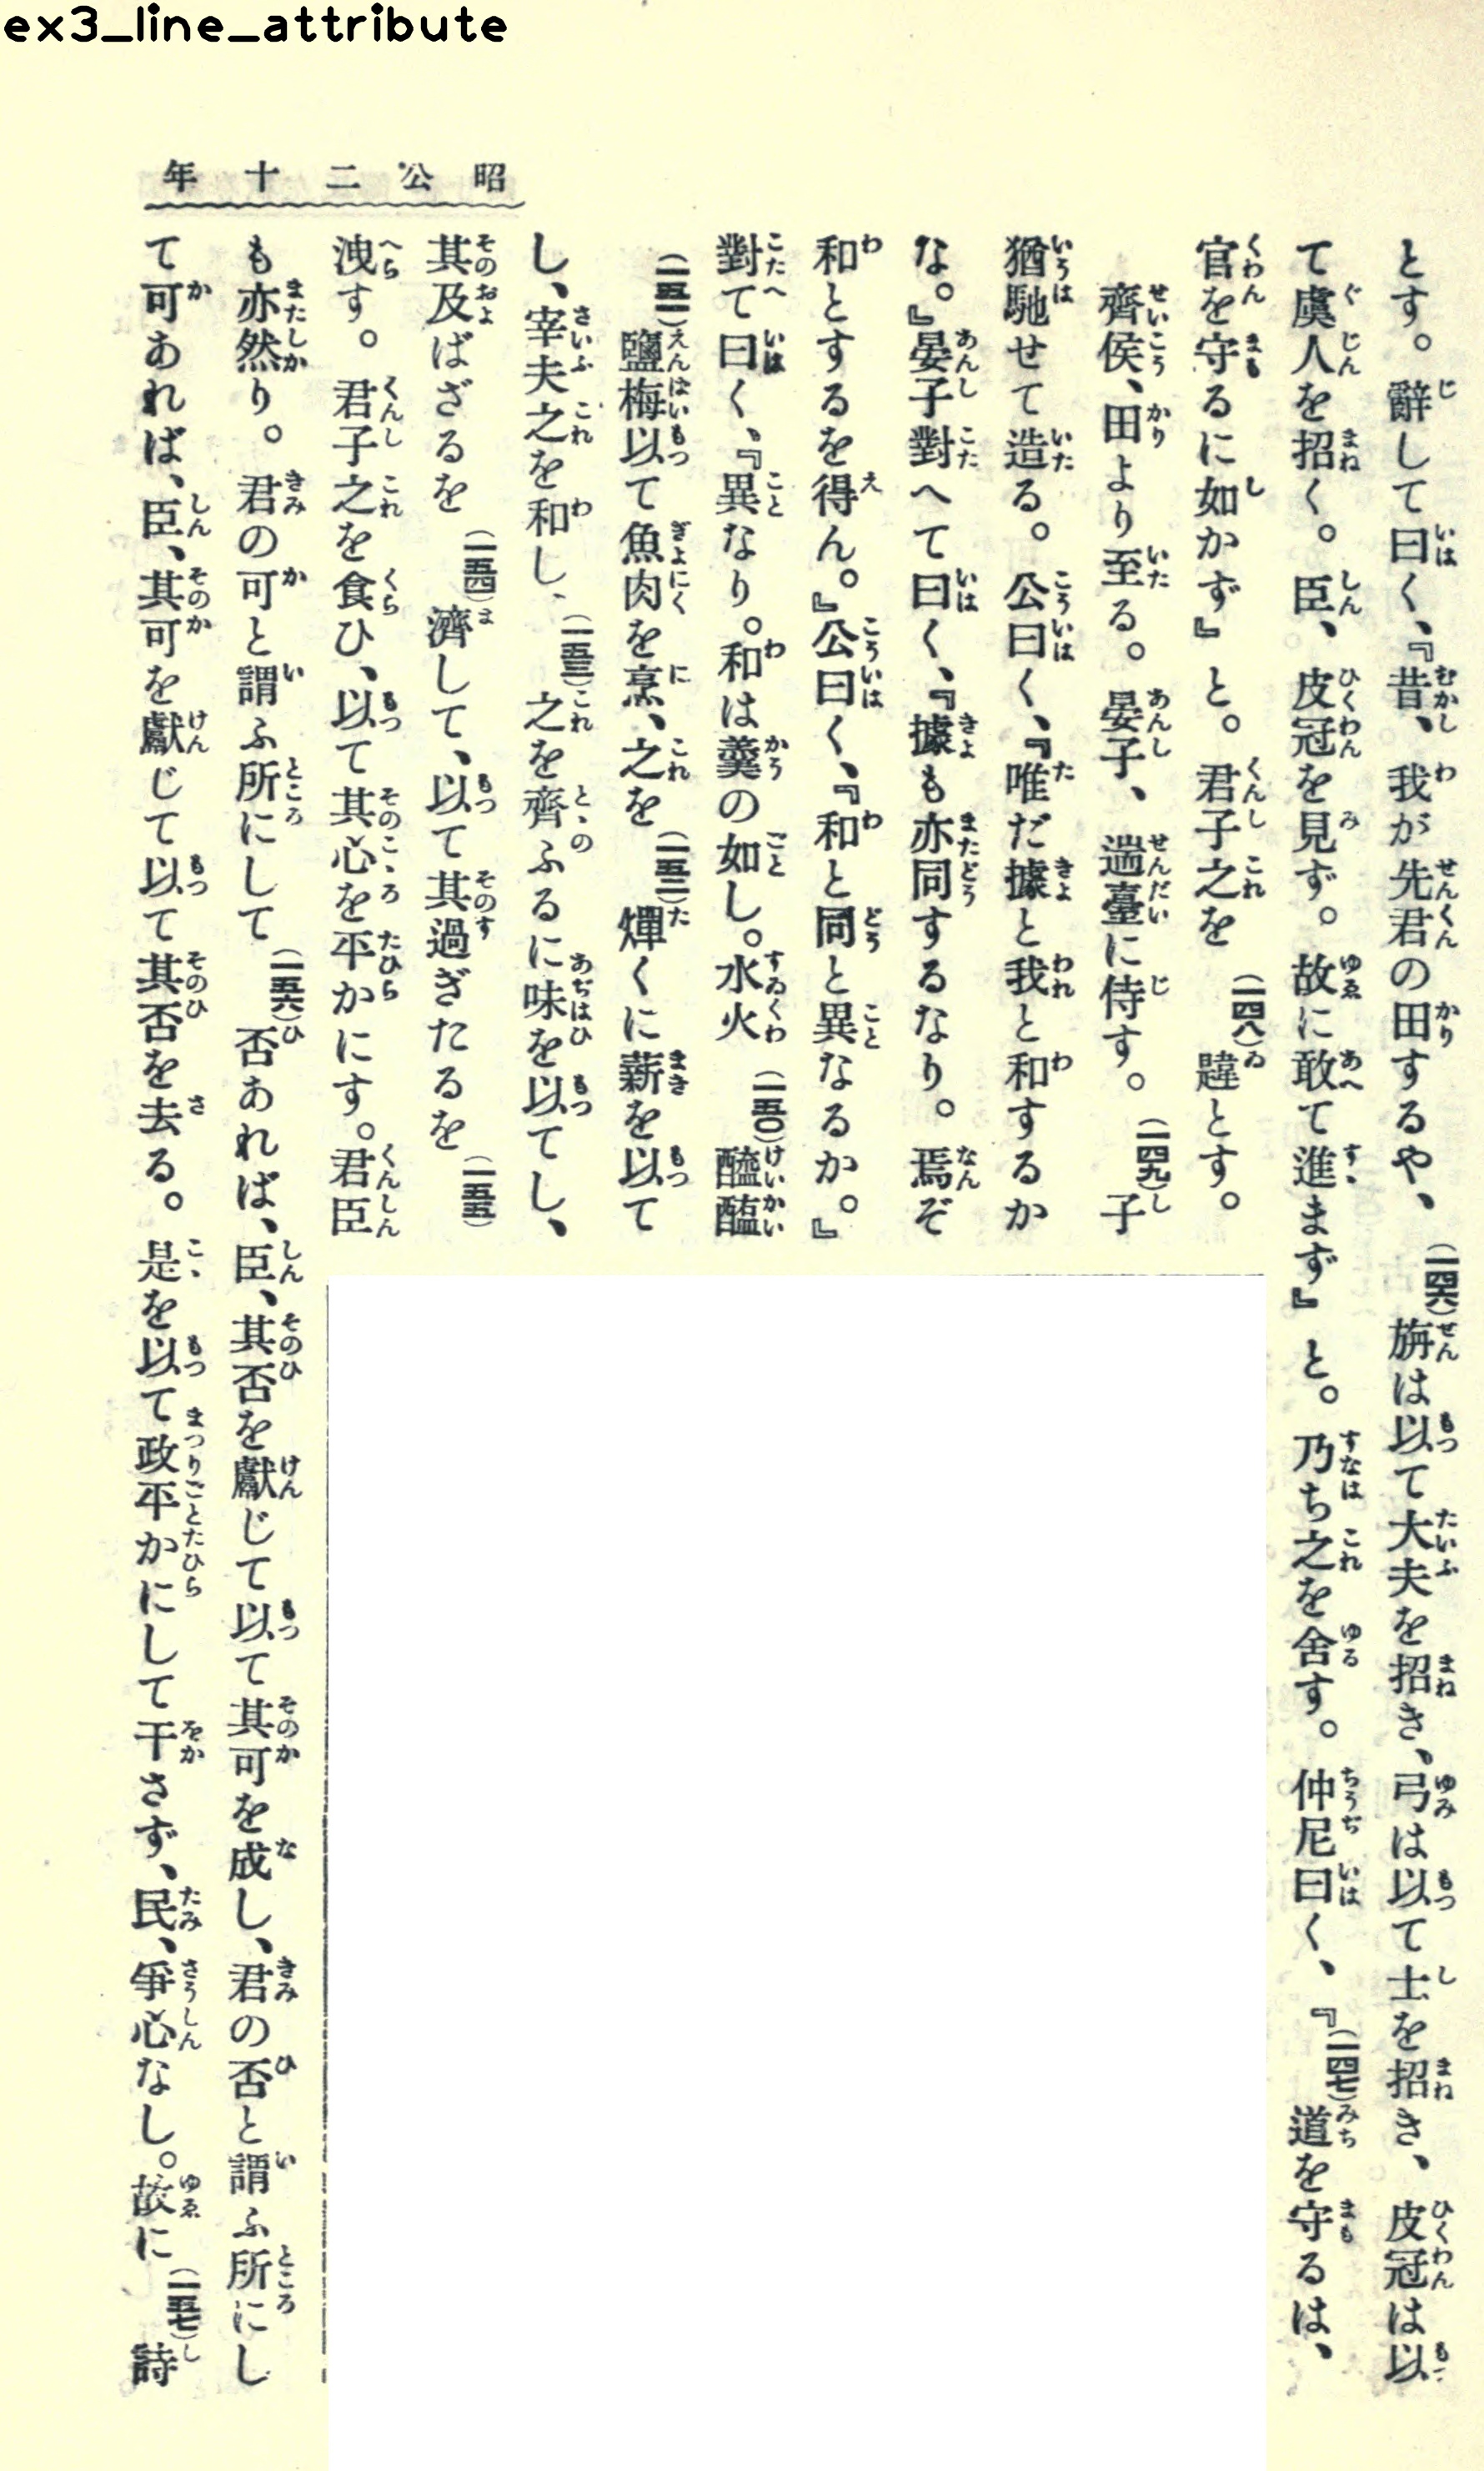 ex3_line_attribute
昭公二十年
とす。辭して曰く、『昔、我が先君の田するや、(一四六)旃は以て大夫を招き、弓は以て士を招き、皮冠は以
て虞人を招く。臣、皮冠を見ず。故に敢て進まず』と。乃ち之を舍す。仲尼曰く、『(一四七)道を守るは、
官を守るに如かず』と。君子之を(一四八)韙とす。
齊侯、田より至る。晏子、遄臺に侍す。(一四九)子
猶馳せて造る。公曰く、『唯だ據と我と和するか
な。』晏子對へて曰く、『據も亦同するなり。焉ぞ
和とするを得ん。』公曰く、『和と同と異なるか。』
對て曰く、『異なり。和は羹の如し。水火(一五〇)醯醢
(一五一)鹽梅以て魚肉を烹、之を(一五二)燀くに薪を以て
し、宰夫之を和し、(一五三)之を齊ふるに味を以てし、
其及ばざるを(一五四)濟して、以て其過ぎたるを(一五五)
洩す。君子之を食ひ、以て其心を平かにす。君臣
も亦然り。君の可と謂ふ所にして(一五六)否あれば、臣、其否を獻じて以て其可を成し、君の否と謂ふ所にし
て可あれば、臣、其可を獻じて以て其否を去る。是を以て政平かにして干さず、民、爭心なし。故に(一五七)詩